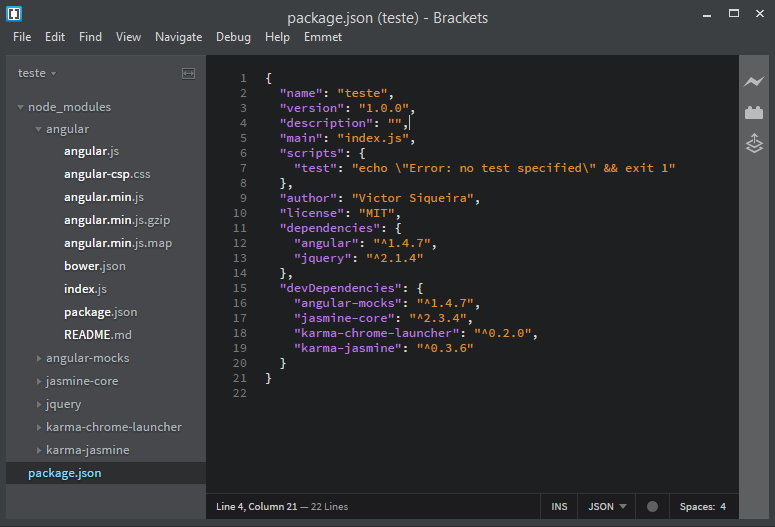 package.json (teste) - Brackets
File Edit Find View Navigate Debug Help Emmet
teste
node_modules
angular
angular.js
angular-csp.css
angular.min.js
angular.min.js.gzip
angular.min.js.map
bower.json
index.js
package.json
README.md
angular-mocks
jasmine-core
jquery
karma-chrome-launcher
karma-jasmine
package.json
1 {
2   "name": "teste",
3   "version": "1.0.0",
4   "description": "",
5   "main": "index.js",
6   "scripts": {
7     "test": "echo \"Error: no test specified\" && exit 1"
8   },
9   "author": "Victor Siqueira",
10   "license": "MIT",
11   "dependencies": {
12     "angular": "^1.4.7",
13     "jquery": "^2.1.4"
14   },
15   "devDependencies": {
16     "angular-mocks": "^1.4.7",
17     "jasmine-core": "^2.3.4",
18     "karma-chrome-launcher": "^0.2.0",
19     "karma-jasmine": "^0.3.6"
20   }
21 }
22
Line 4, Column 21 — 22 Lines INS JSON Spaces: 4